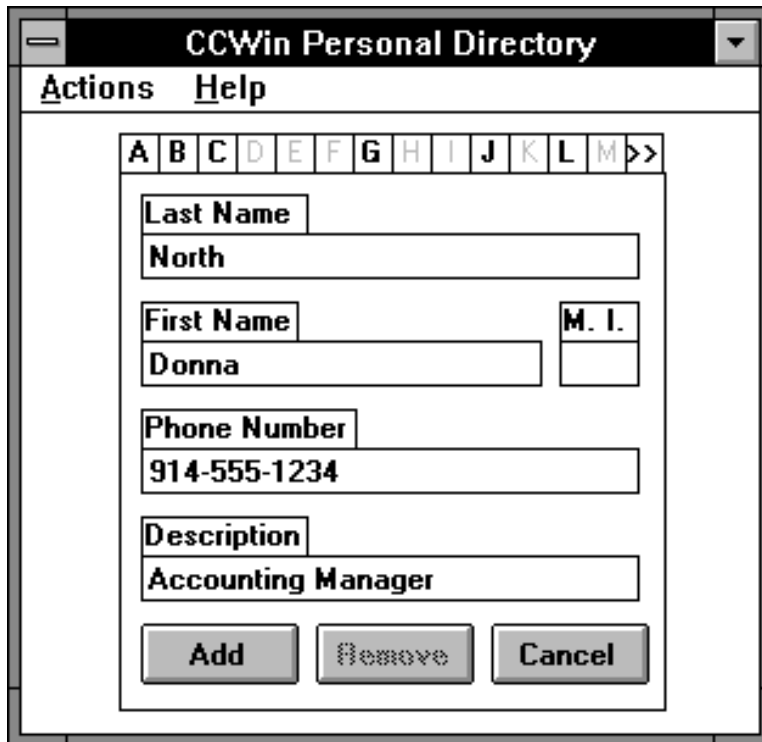 CCWin Personal Directory
Actions Help
A B C D E F G H I J K L M >>
Last Name
North
First Name M. I.
Donna
Phone Number
914-555-1234
Description
Accounting Manager
Add Remove Cancel